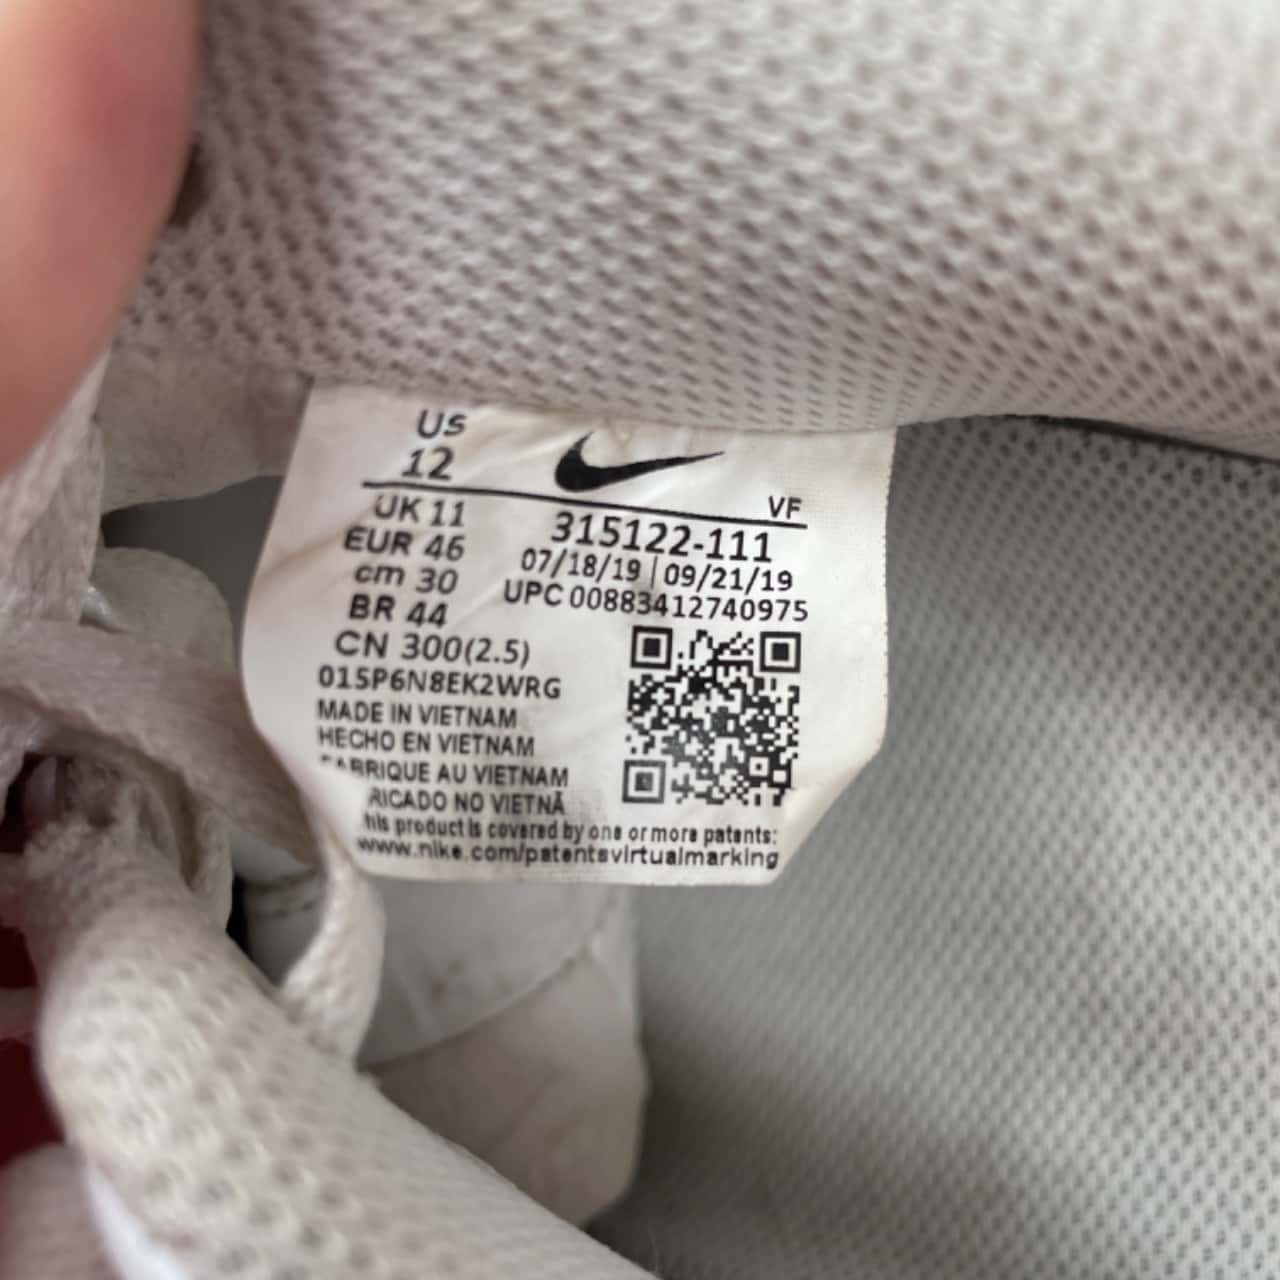 US
12
UK 11
EUR 46
cm 30
BR 44
CN 300(2.5)
015P6N8EK2WRG
MADE IN VIETNAM
HECHO EN VIETNAM
FABRIQUE AU VIETNAM
RICADO NO VIETNÃ
his product is covered by one or more patents:
www.nike.com/patentsvirtualmarking
VF
315122-111
07/18/19 | 09/21/19
UPC 00883412740975